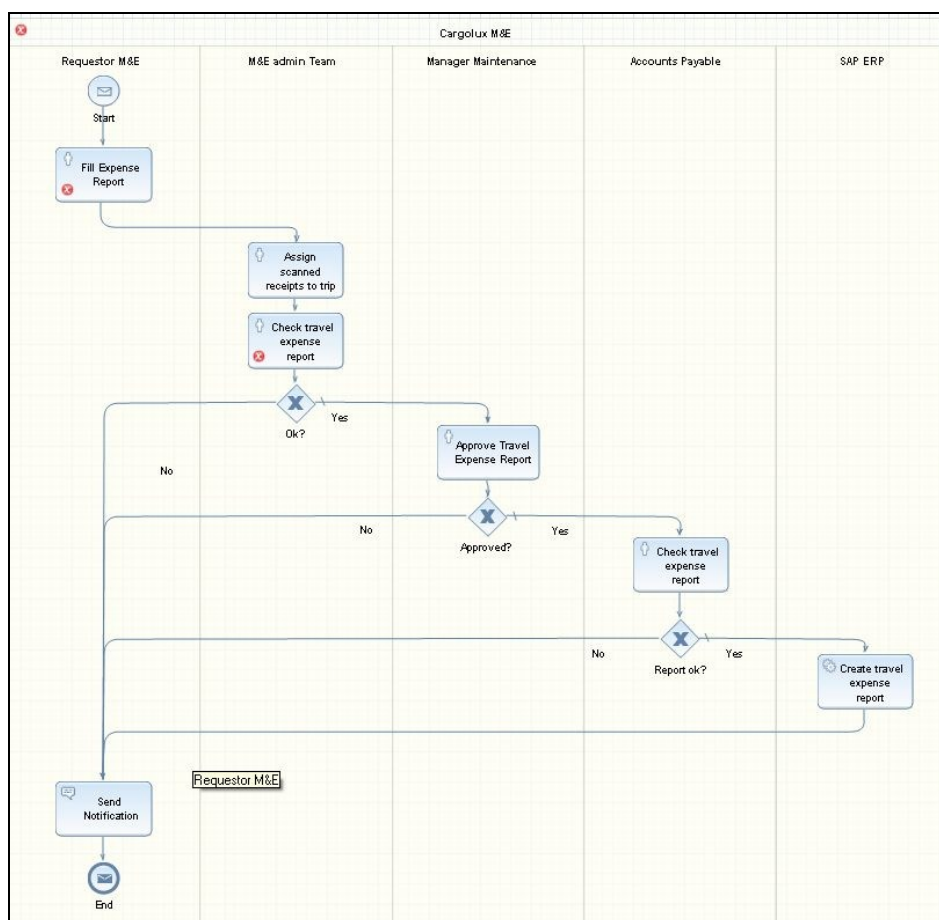 Cargolux M&E
Requestor M&E
M&E admin Team
Manager Maintenance
Accounts Payable
SAP ERP
Start
Fill Expense
Report
Assign
scanned
receipts to trip
Check travel
expense
report
Ok?
Yes
No
Approve Travel
Expense Report
Approved?
No
Yes
Check travel
expense
report
Report ok?
No
Yes
Create travel
expense
report
Requestor M&E
Send
Notification
End